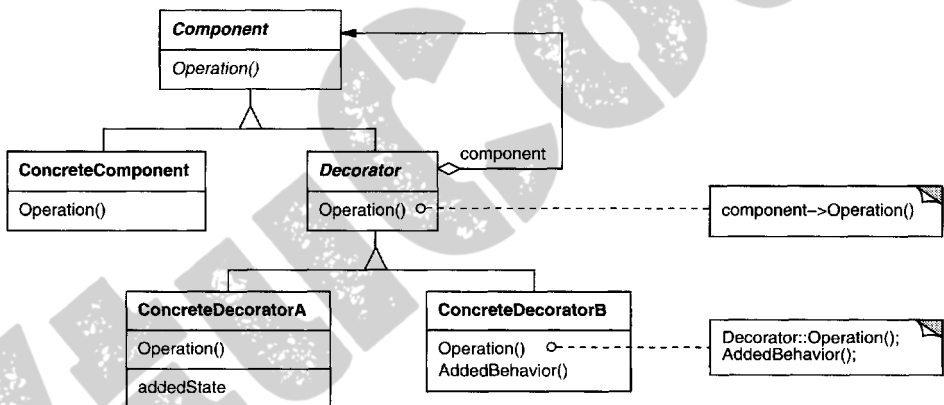 Component
Operation()
component
ConcreteComponent
Operation()
Decorator
Operation()
component->Operation()
ConcreteDecoratorA
Operation()
addedState
ConcreteDecoratorB
Operation()
AddedBehavior()
Decorator::Operation();
AddedBehavior();